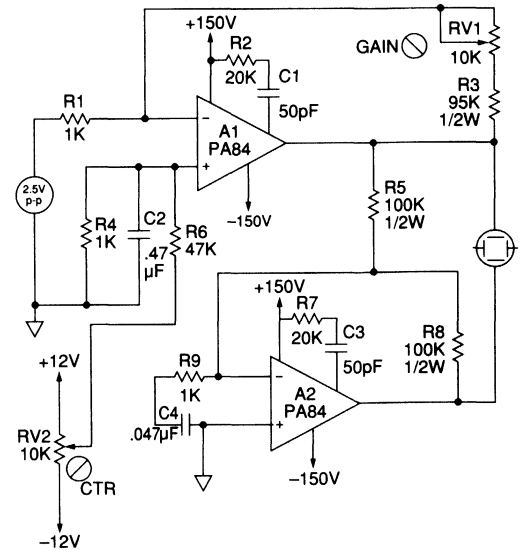 +150V
RV1
GAIN
10K
R2
20K
C1
50pF
R3
95K
1/2W
R1
1K
−
A1
PA84
+
−150V
2.5V
p-p
R4
1K
C2
.47
µF
R6
47K
R5
100K
1/2W
+150V
R7
20K
C3
50pF
R8
100K
1/2W
+12V
R9
1K
−
A2
PA84
+
C4
.047µF
RV2
10K
CTR
−150V
−12V